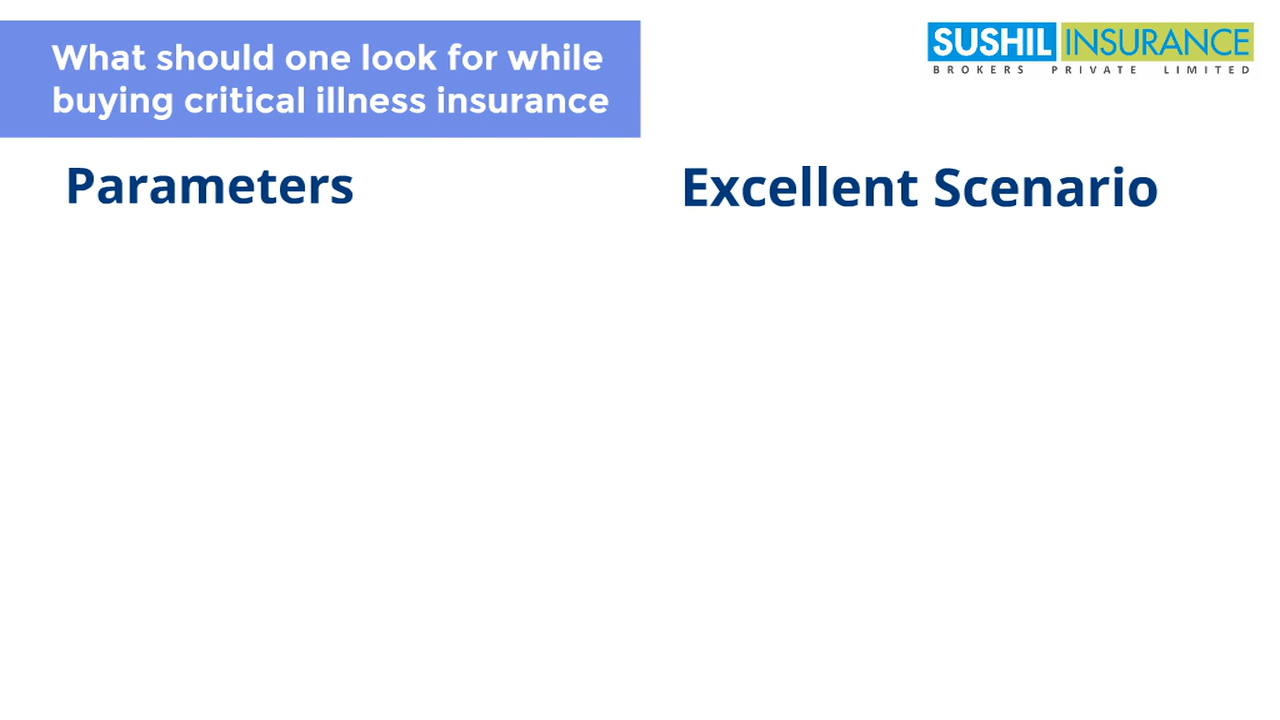 What should one look for while
buying critical illness insurance
SUSHIL INSURANCE
BROKERS PRIVATE LIMITED
Parameters
Excellent Scenario